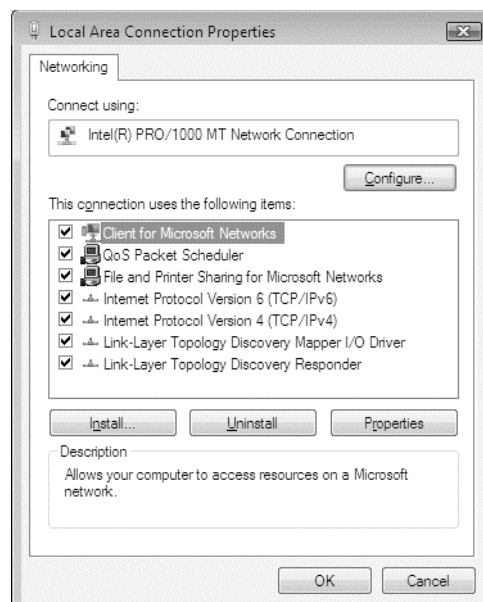 Local Area Connection Properties
Networking
Connect using:
Intel(R) PRO/1000 MT Network Connection
Configure...
This connection uses the following items:
Client for Microsoft Networks
QoS Packet Scheduler
File and Printer Sharing for Microsoft Networks
Internet Protocol Version 6 (TCP/IPv6)
Internet Protocol Version 4 (TCP/IPv4)
Link-Layer Topology Discovery Mapper I/O Driver
Link-Layer Topology Discovery Responder
Install... Uninstall Properties
Description
Allows your computer to access resources on a Microsoft
network.
OK Cancel